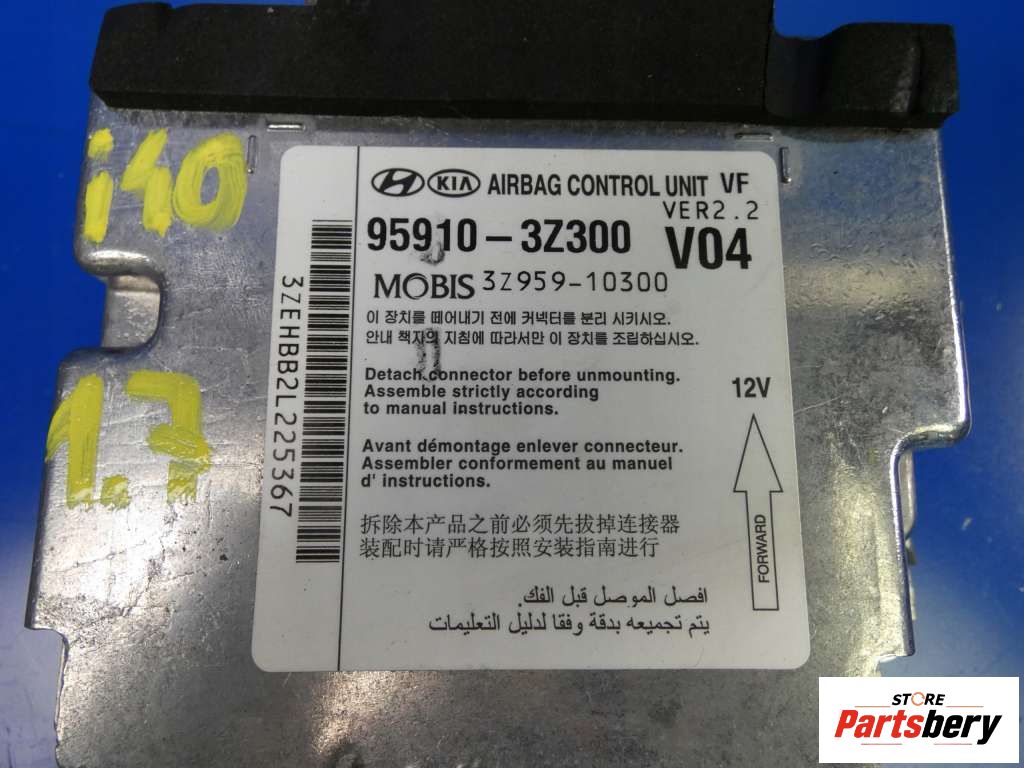 i40
1.7
3ZEHBB2L225367
KIA AIRBAG CONTROL UNIT VF
VER2.2
95910-3Z300 V04
MOBIS 3Z959-10300
이 장치를 떼어내기 전에 커넥터를 분리 시키시오.
안내 책자의 지침에 따라서만 이 장치를 조립하십시오.
Detach connector before unmounting.
Assemble strictly according
to manual instructions.
12V
Avant démontage enlever connecteur.
Assembler conformement au manuel
d' instructions.
FORWARD
拆除本产品之前必须先拔掉连接器
装配时请严格按照安装指南进行
افصل الموصل قبل الفك.
يتم تجميعه بدقة وفقا لدليل التعليمات
STORE
Partsbery